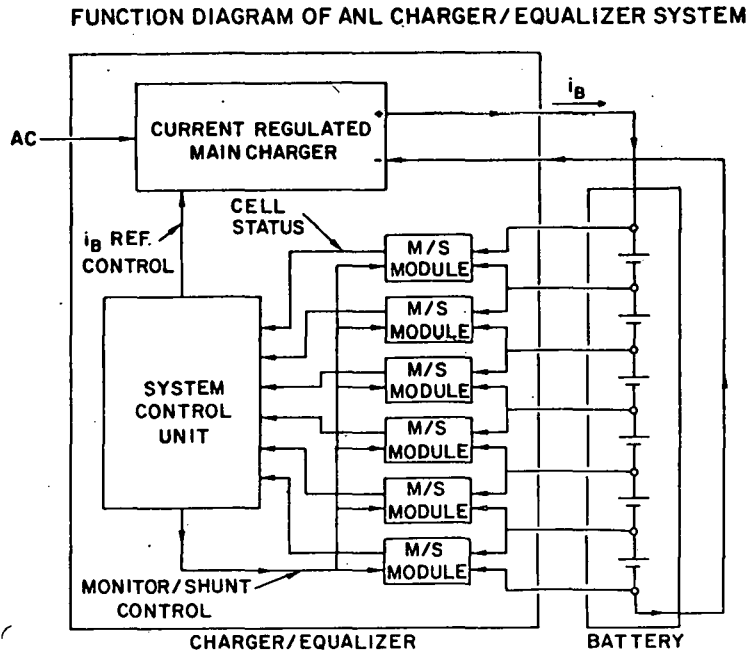 FUNCTION DIAGRAM OF ANL CHARGER/EQUALIZER SYSTEM
iB
AC
CURRENT REGULATED
MAIN CHARGER
+
-
CELL
STATUS
iB REF.
CONTROL
M/S
MODULE
M/S
MODULE
M/S
MODULE
M/S
MODULE
M/S
MODULE
M/S
MODULE
SYSTEM
CONTROL
UNIT
MONITOR/SHUNT
CONTROL
CHARGER/EQUALIZER
BATTERY